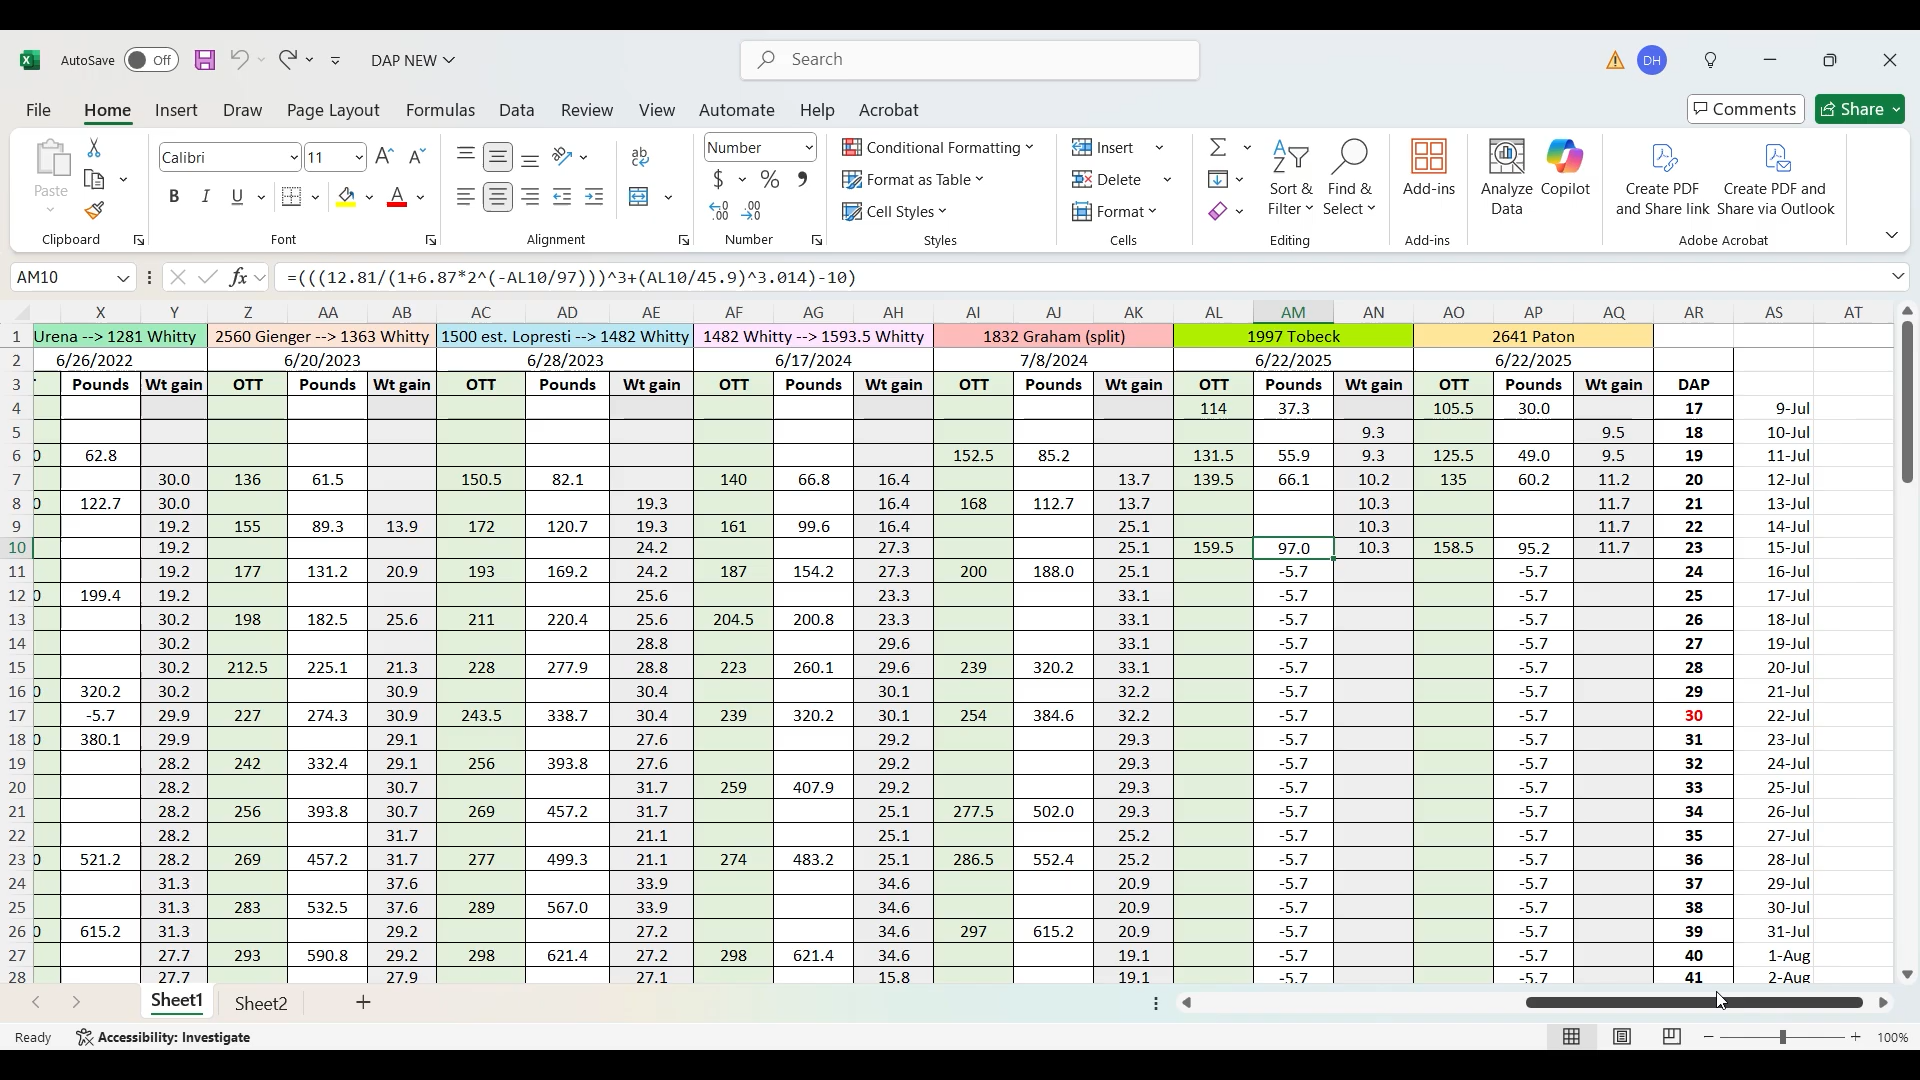 AutoSave Off DAP NEW Search DH
File Home Insert Draw Page Layout Formulas Data Review View Automate Help Acrobat Comments Share
Paste Calibri 11 Number Conditional Formatting Insert
Format as Table Delete Sort & Filter Find & Select Add-ins Analyze Data Copilot Create PDF and Share link Create PDF and Share via Outlook
Cell Styles Format
Clipboard Font Alignment Number Styles Cells Editing Add-ins Adobe Acrobat
AM10 fx =(((12.81/(1+6.87*2^(-AL10/97)))^3+(AL10/45.9)^3.014)-10)
X Y Z AA AB AC AD AE AF AG AH AI AJ AK AL AM AN AO AP AQ AR AS AT
1 Urena --> 1281 Whitty 2560 Gienger --> 1363 Whitty 1500 est. Lopresti --> 1482 Whitty 1482 Whitty --> 1593.5 Whitty 1832 Graham (split) 1997 Tobeck 2641 Paton
2 6/26/2022 6/20/2023 6/28/2023 6/17/2024 7/8/2024 6/22/2025 6/22/2025
3 Pounds Wt gain OTT Pounds Wt gain OTT Pounds Wt gain OTT Pounds Wt gain OTT Pounds Wt gain OTT Pounds Wt gain OTT Pounds Wt gain DAP
4 114 37.3 105.5 30.0 17 9-Jul
5 9.3 9.5 18 10-Jul
6 0 62.8 152.5 85.2 131.5 55.9 9.3 125.5 49.0 9.5 19 11-Jul
7 30.0 136 61.5 150.5 82.1 140 66.8 16.4 13.7 139.5 66.1 10.2 135 60.2 11.2 20 12-Jul
8 0 122.7 30.0 19.3 16.4 168 112.7 13.7 10.3 11.7 21 13-Jul
9 19.2 155 89.3 13.9 172 120.7 19.3 161 99.6 16.4 25.1 10.3 11.7 22 14-Jul
10 19.2 24.2 27.3 25.1 159.5 97.0 10.3 158.5 95.2 11.7 23 15-Jul
11 19.2 177 131.2 20.9 193 169.2 24.2 187 154.2 27.3 200 188.0 25.1 -5.7 -5.7 24 16-Jul
12 0 199.4 19.2 25.6 23.3 33.1 -5.7 -5.7 25 17-Jul
13 30.2 198 182.5 25.6 211 220.4 25.6 204.5 200.8 23.3 33.1 -5.7 -5.7 26 18-Jul
14 30.2 28.8 29.6 33.1 -5.7 -5.7 27 19-Jul
15 30.2 212.5 225.1 21.3 228 277.9 28.8 223 260.1 29.6 239 320.2 33.1 -5.7 -5.7 28 20-Jul
16 0 320.2 30.2 30.9 30.4 30.1 32.2 -5.7 -5.7 29 21-Jul
17 -5.7 29.9 227 274.3 30.9 243.5 338.7 30.4 239 320.2 30.1 254 384.6 32.2 -5.7 -5.7 30 22-Jul
18 0 380.1 29.9 29.1 27.6 29.2 29.3 -5.7 -5.7 31 23-Jul
19 28.2 242 332.4 29.1 256 393.8 27.6 29.2 29.3 -5.7 -5.7 32 24-Jul
20 28.2 30.7 31.7 259 407.9 29.2 29.3 -5.7 -5.7 33 25-Jul
21 28.2 256 393.8 30.7 269 457.2 31.7 25.1 277.5 502.0 29.3 -5.7 -5.7 34 26-Jul
22 28.2 31.7 21.1 25.1 25.2 -5.7 -5.7 35 27-Jul
23 0 521.2 28.2 269 457.2 31.7 277 499.3 21.1 274 483.2 25.1 286.5 552.4 25.2 -5.7 -5.7 36 28-Jul
24 31.3 37.6 33.9 34.6 20.9 -5.7 -5.7 37 29-Jul
25 31.3 283 532.5 37.6 289 567.0 33.9 34.6 20.9 -5.7 -5.7 38 30-Jul
26 0 615.2 31.3 29.2 27.2 34.6 297 615.2 20.9 -5.7 -5.7 39 31-Jul
27 27.7 293 590.8 29.2 298 621.4 27.2 298 621.4 34.6 19.1 -5.7 -5.7 40 1-Aug
28 27.7 27.9 27.1 15.8 19.1 -5.7 -5.7 41 2-Aug
Sheet1 Sheet2
Ready Accessibility: Investigate 100%